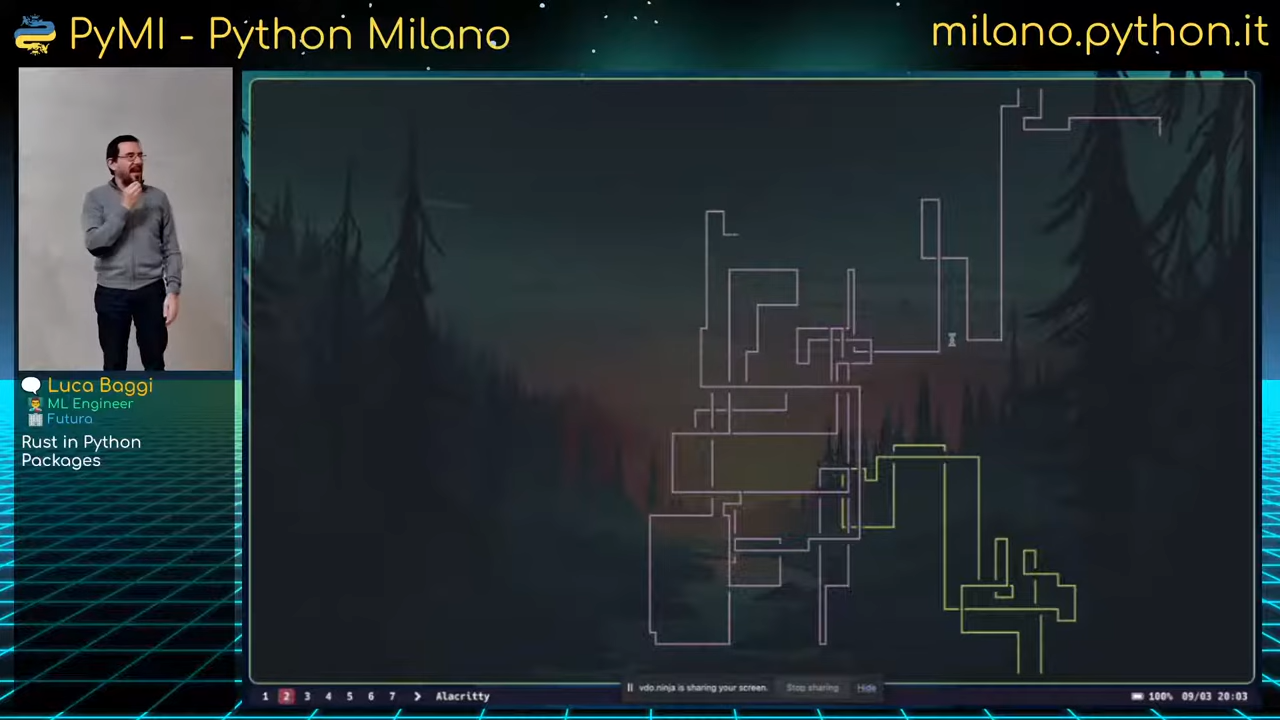 PyMI - Python Milano
milano.python.it
Luca Baggi
ML Engineer
Futura
Rust in Python
Packages
vdo.ninja is sharing your screen.
Stop sharing
Hide
1 2 3 4 5 6 7 > Alacritty
100% 09/03 20:03